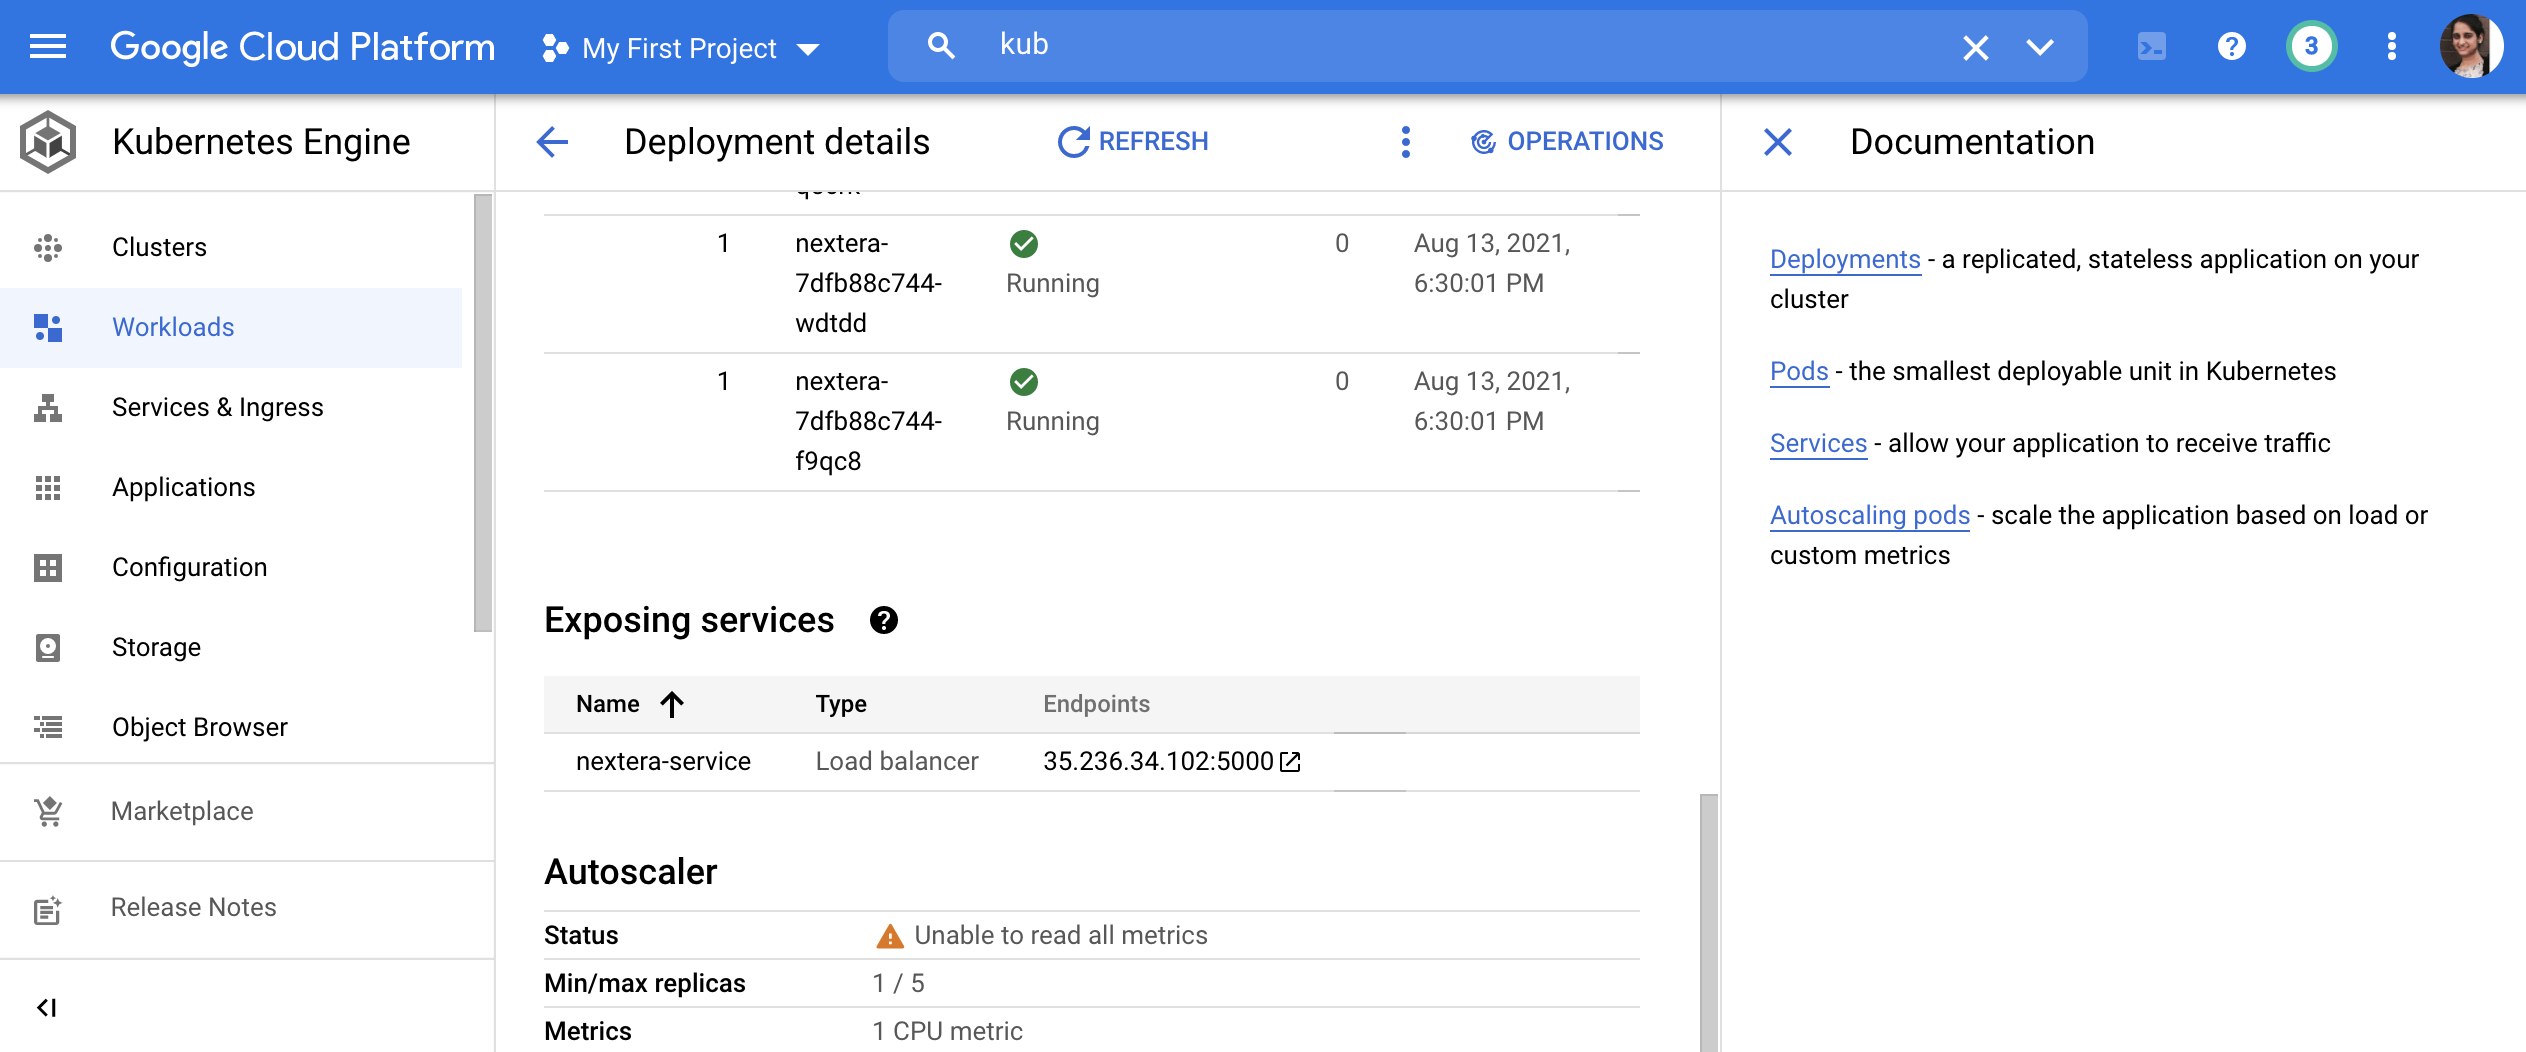 Google Cloud Platform
My First Project
kub
3
Kubernetes Engine
Clusters
Workloads
Services & Ingress
Applications
Configuration
Storage
Object Browser
Marketplace
Release Notes
Deployment details
REFRESH
OPERATIONS
1 nextera- 0 Aug 13, 2021,
7dfb88c744- Running 6:30:01 PM
wdtdd
1 nextera- 0 Aug 13, 2021,
7dfb88c744- Running 6:30:01 PM
f9qc8
Exposing services
Name Type Endpoints
nextera-service Load balancer 35.236.34.102:5000
Autoscaler
Status Unable to read all metrics
Min/max replicas 1 / 5
Metrics 1 CPU metric
Documentation
Deployments - a replicated, stateless application on your
cluster
Pods - the smallest deployable unit in Kubernetes
Services - allow your application to receive traffic
Autoscaling pods - scale the application based on load or
custom metrics